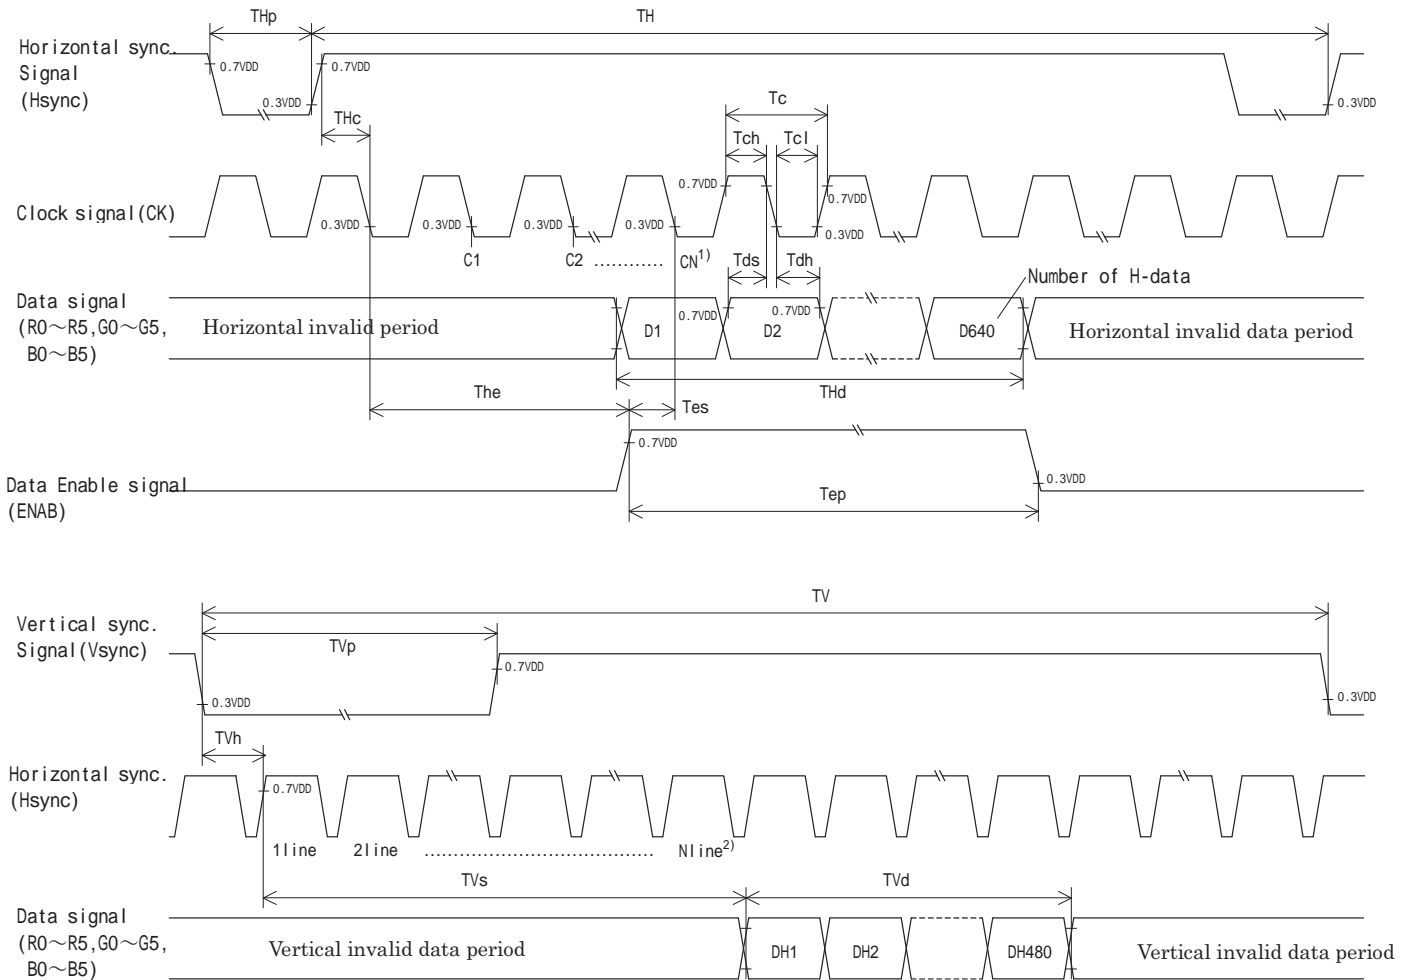 THp
TH
Horizontal sync.
Signal
(Hsync)
0.7VDD
0.7VDD
0.3VDD
0.3VDD
THc
Tc
Tch
Tcl
Clock signal(CK)
0.3VDD
0.3VDD
0.3VDD
0.3VDD
0.7VDD
0.7VDD
0.3VDD
C1
C2
............
CN1)
Tds
Tdh
Number of H-data
Data signal
(R0～R5,G0～G5,
B0～B5)
Horizontal invalid period
D1
0.7VDD
D2
0.7VDD
D640
Horizontal invalid data period
THd
The
Tes
0.7VDD
Data Enable signal
(ENAB)
0.3VDD
Tep
TV
Vertical sync.
Signal(Vsync)
TVp
0.7VDD
0.3VDD
0.3VDD
TVh
Horizontal sync.
(Hsync)
0.7VDD
1line
2line
......................................
Nline2)
TVs
TVd
Data signal
(R0～R5,G0～G5,
B0～B5)
Vertical invalid data period
DH1
DH2
DH480
Vertical invalid data period